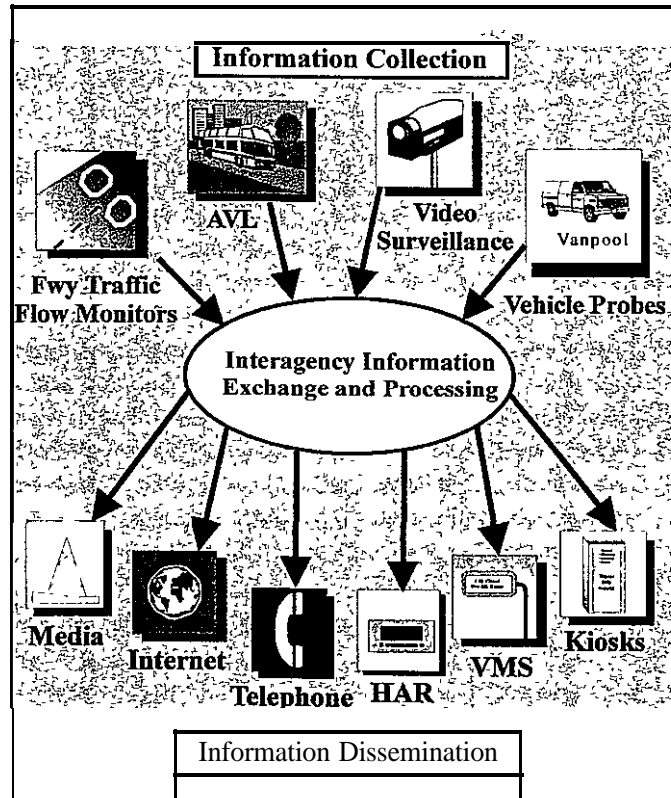 Information Collection
AVL
Video
Surveillance
Vanpool
Fwy Traffic
Flow Monitors
Vehicle Probes
Interagency Information
Exchange and Processing
Media
Internet
Telephone
HAR
VMS
Kiosks
Information Dissemination